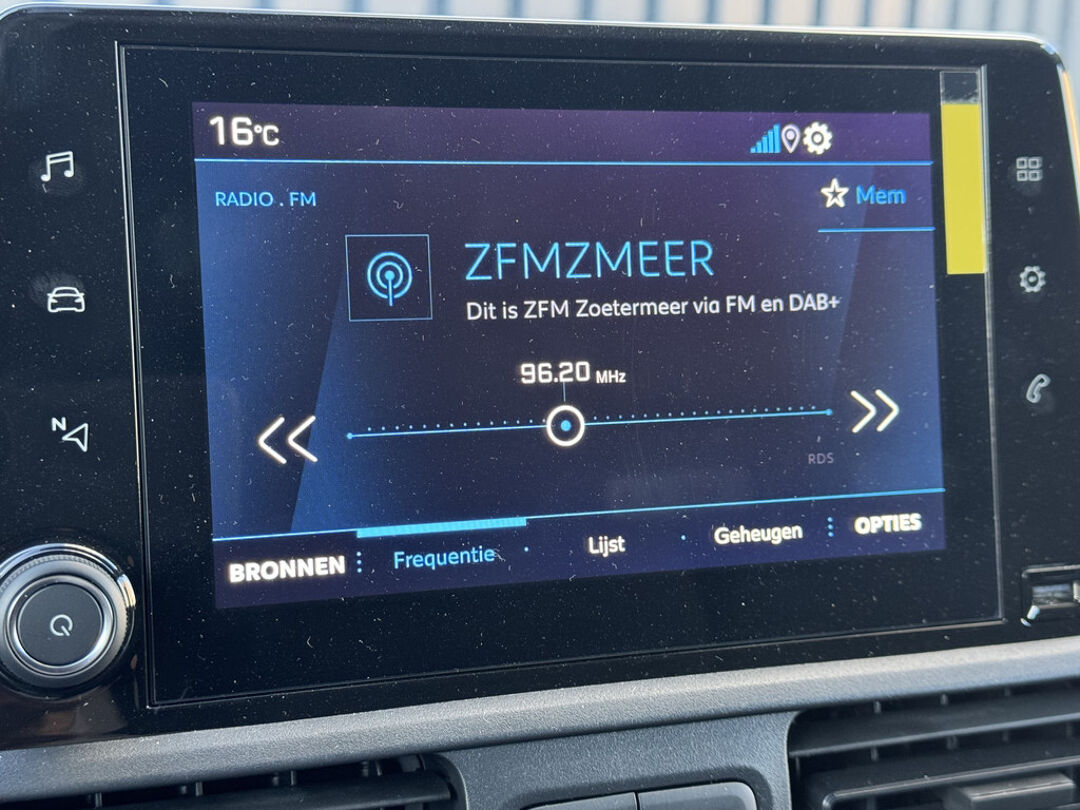 16°C
RADIO . FM
Mem
ZFMZMEER
Dit is ZFM Zoetermeer via FM en DAB+
96.20 MHz
N
RDS
BRONNEN Frequentie Lijst Geheugen OPTIES